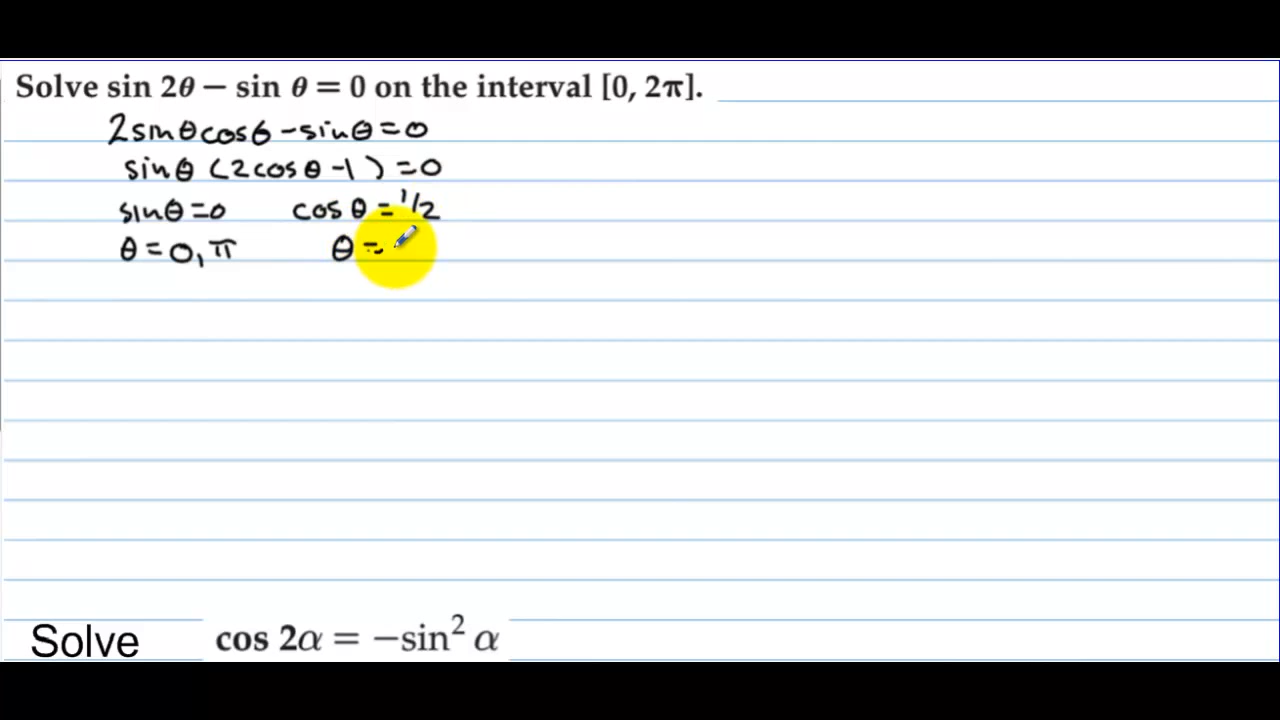 Solve sin 2θ − sin θ = 0 on the interval [0, 2π].
2sinθcosθ - sinθ = 0
sinθ (2cosθ -1) = 0
sinθ = 0 cosθ = 1/2
θ = 0, π θ =
Solve cos 2α = −sin² α